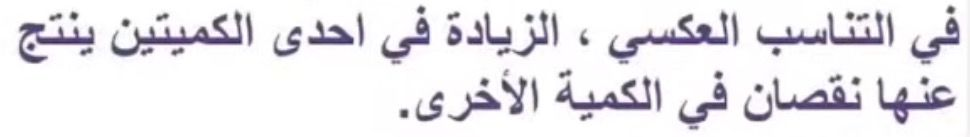 في التناسب العكسي ، الزيادة في احدى الكميتين ينتج
عنها نقصان في الكمية الأخرى.